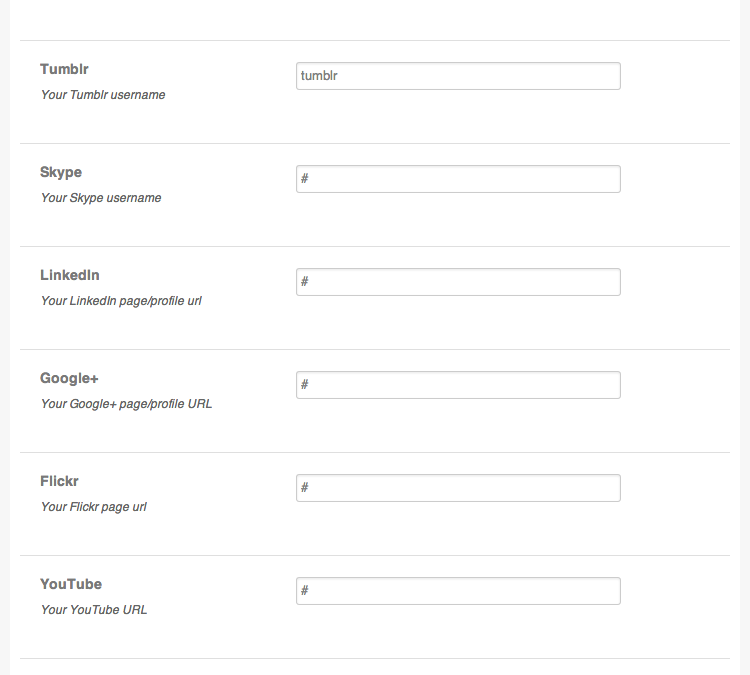 Tumblr
tumblr
Your Tumblr username
Skype
#
Your Skype username
LinkedIn
#
Your LinkedIn page/profile url
Google+
#
Your Google+ page/profile URL
Flickr
#
Your Flickr page url
YouTube
#
Your YouTube URL